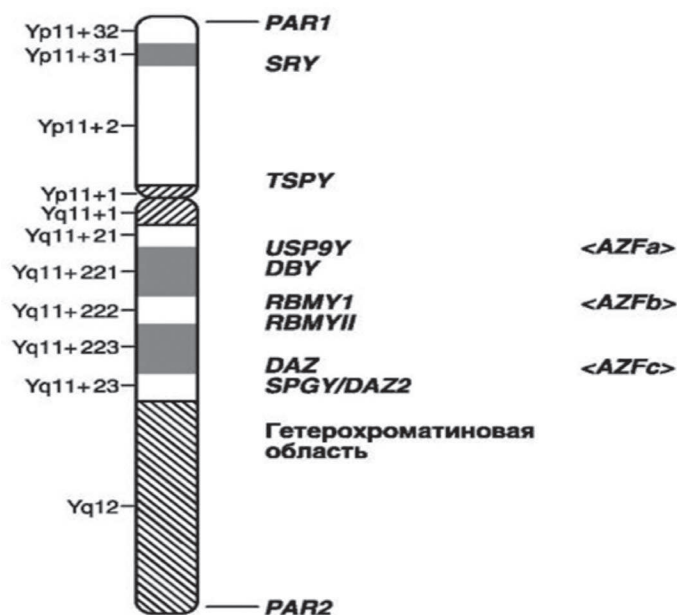 Yp11+32 PAR1
Yp11+31 SRY
Yp11+2
Yp11+1 TSPY
Yq11+1
Yq11+21 USP9Y <AZFa>
Yq11+221 DBY
Yq11+222 RBMY1 <AZFb>
RBMYII
Yq11+223 DAZ <AZFc>
Yq11+23 SPGY/DAZ2
Гетерохроматиновая
область
Yq12
PAR2